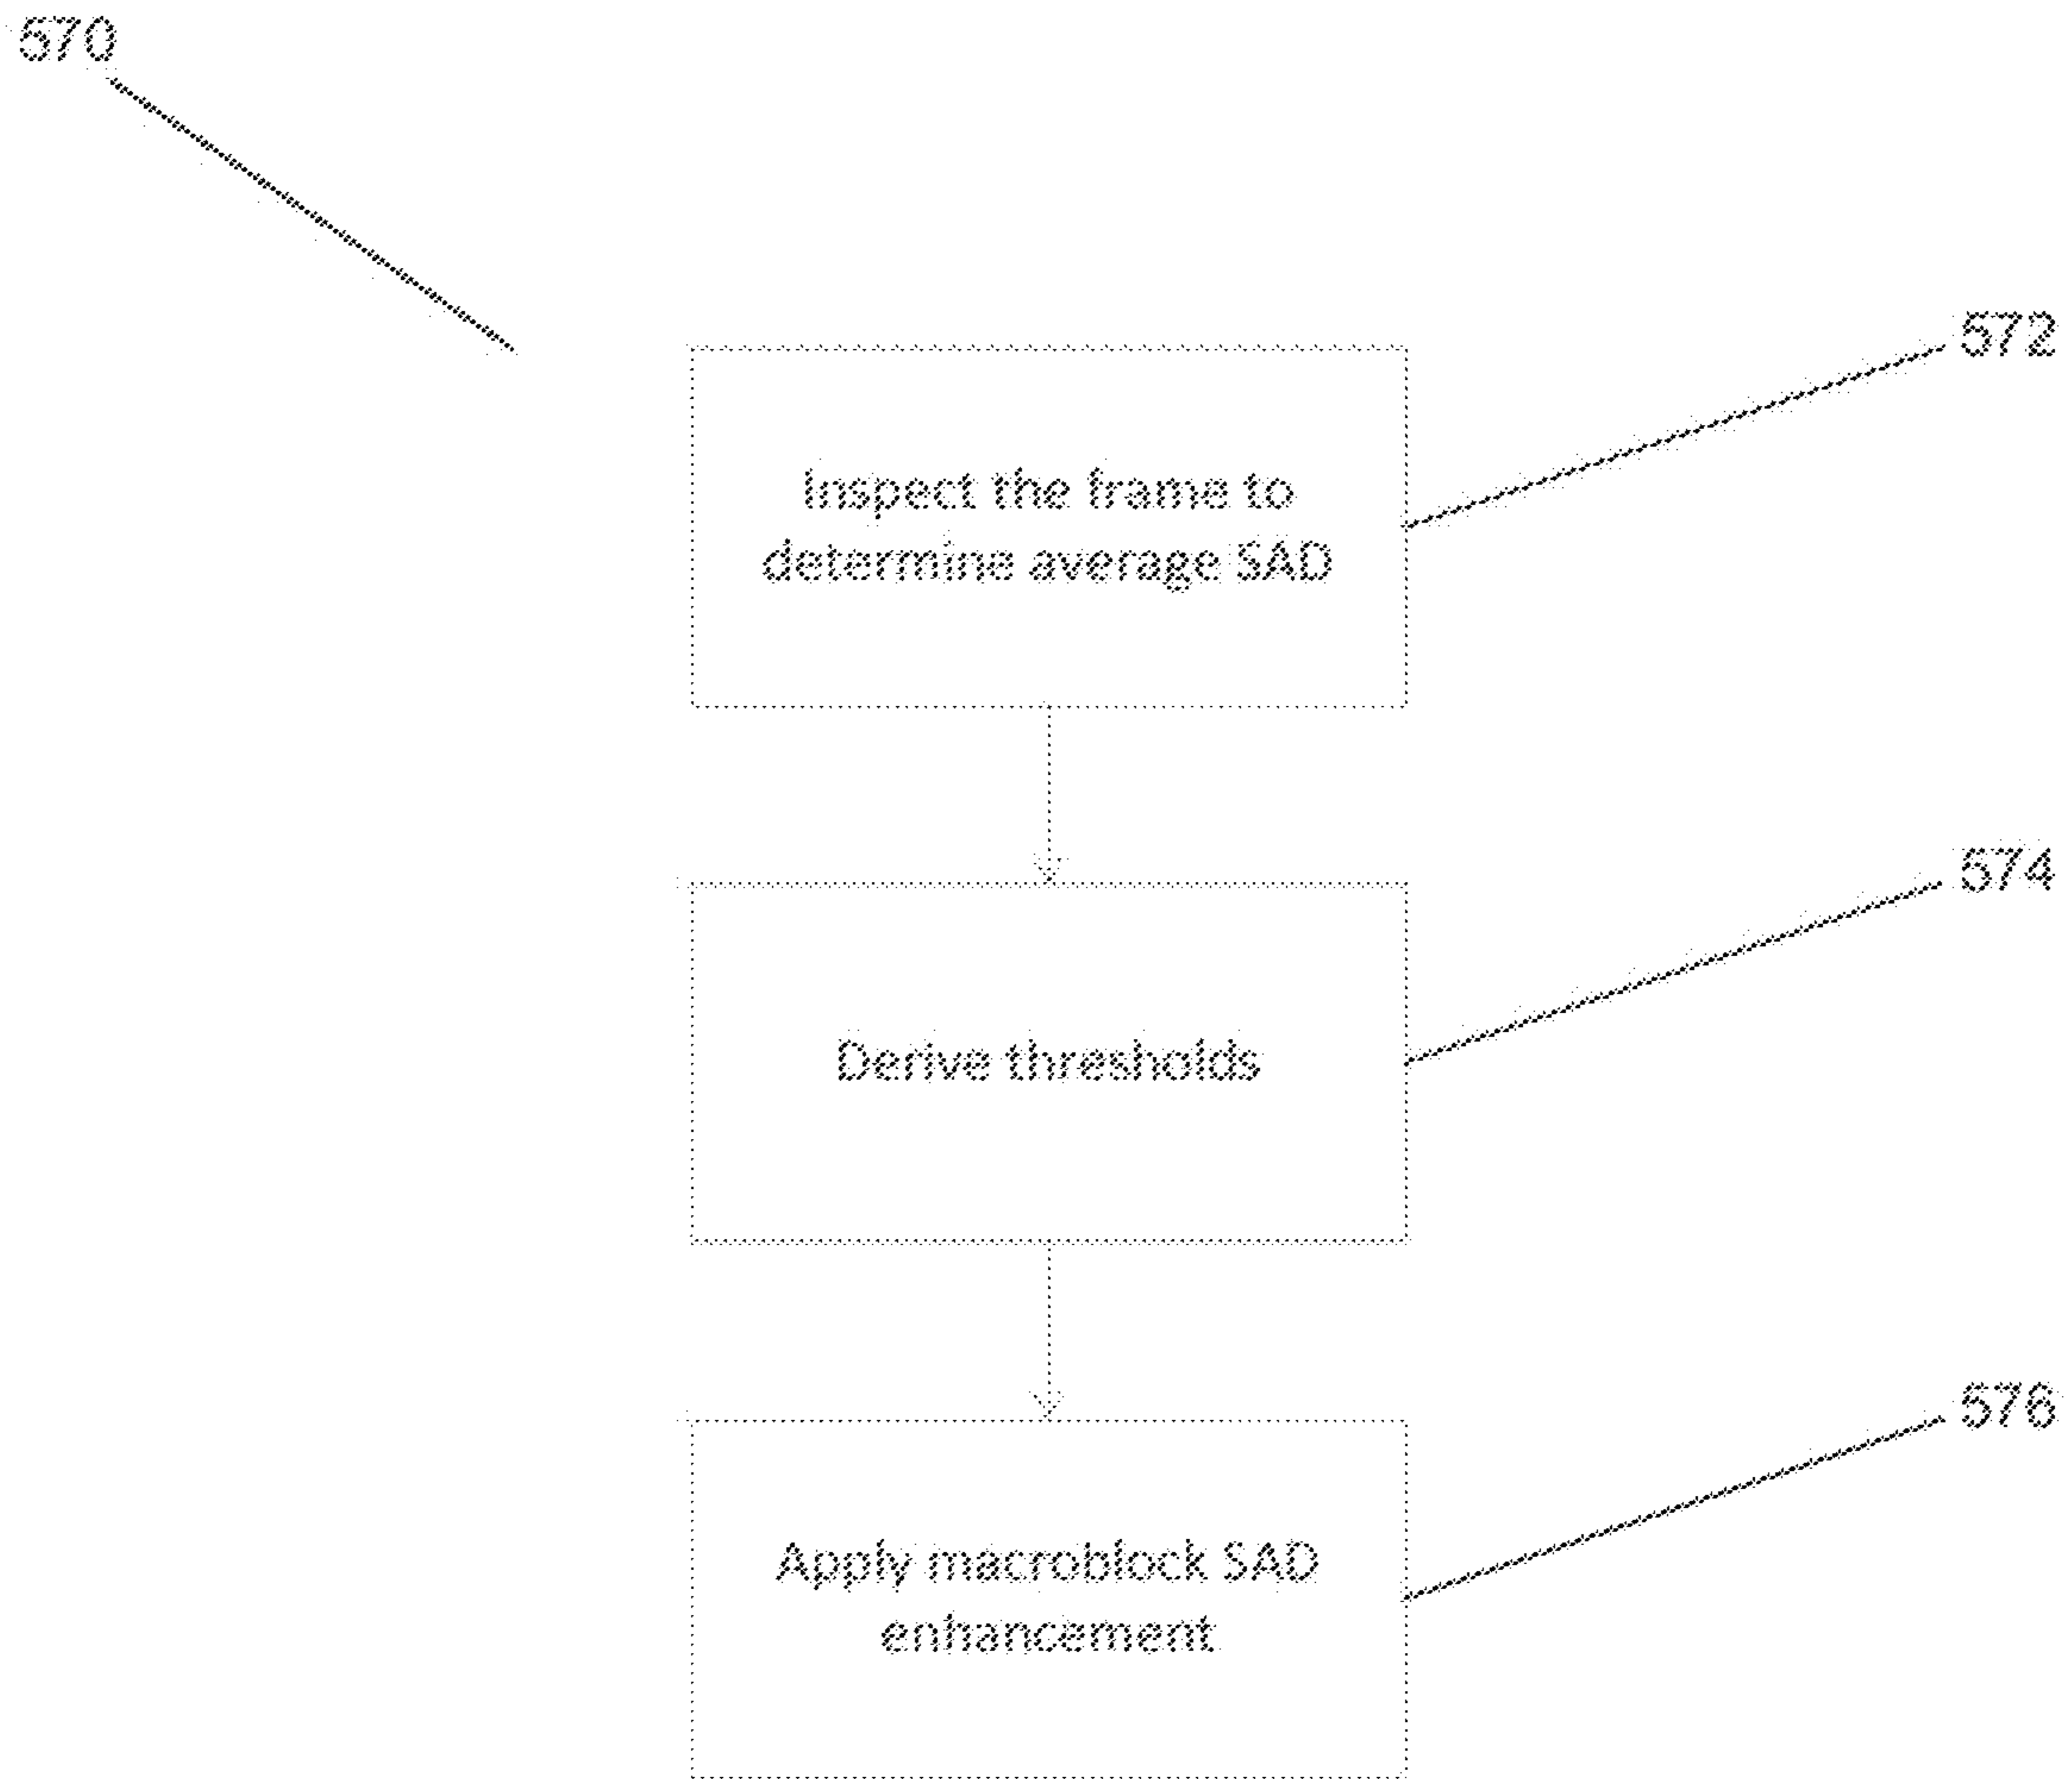 570
572
Inspect the frame to
determine average SAD
574
Derive thresholds
576
Apply macroblock SAD
enhancement